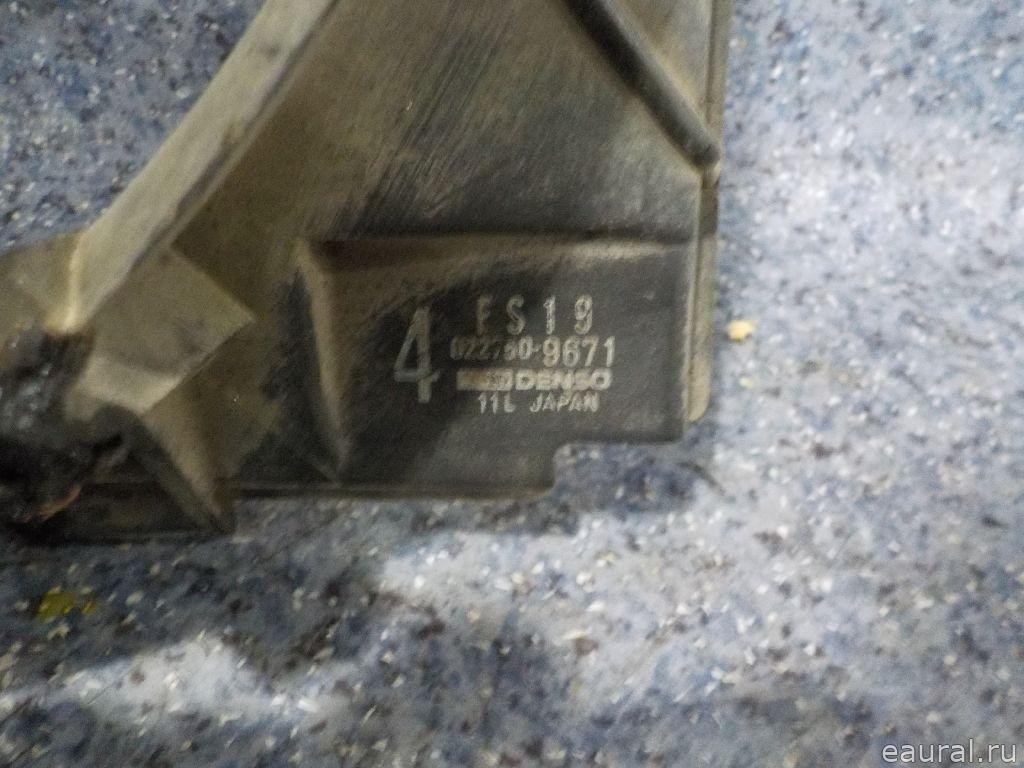 4
FS19
022750-9671
DENSO
11L JAPAN
eaural.ru